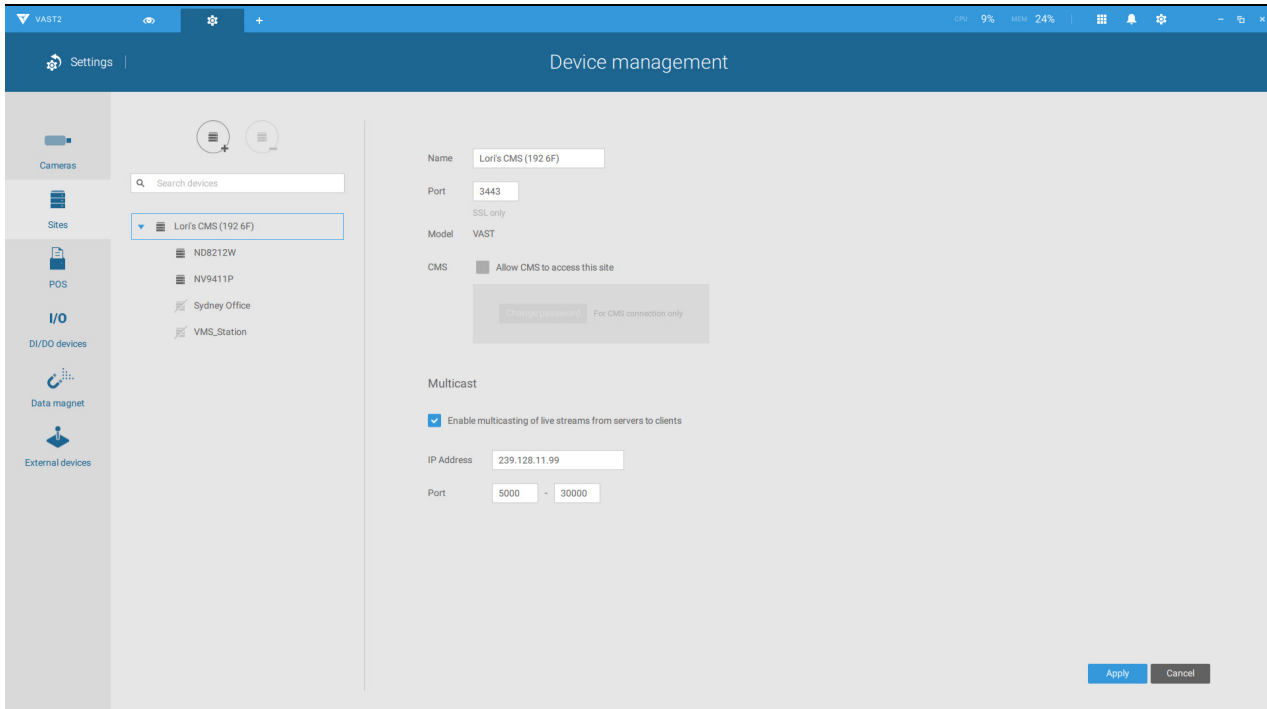 VAST2 + CPU 9% MEM 24%
Settings Device management
Cameras
Sites
POS
I/O
DI/DO devices
Data magnet
External devices
Search devices
Lori's CMS (192 6F)
ND8212W
NV9411P
Sydney Office
VMS_Station
Name Lori's CMS (192 6F)
Port 3443
SSL only
Model VAST
CMS Allow CMS to access this site
Change password For CMS connection only
Multicast
Enable multicasting of live streams from servers to clients
IP Address 239.128.11.99
Port 5000 - 30000
Apply Cancel